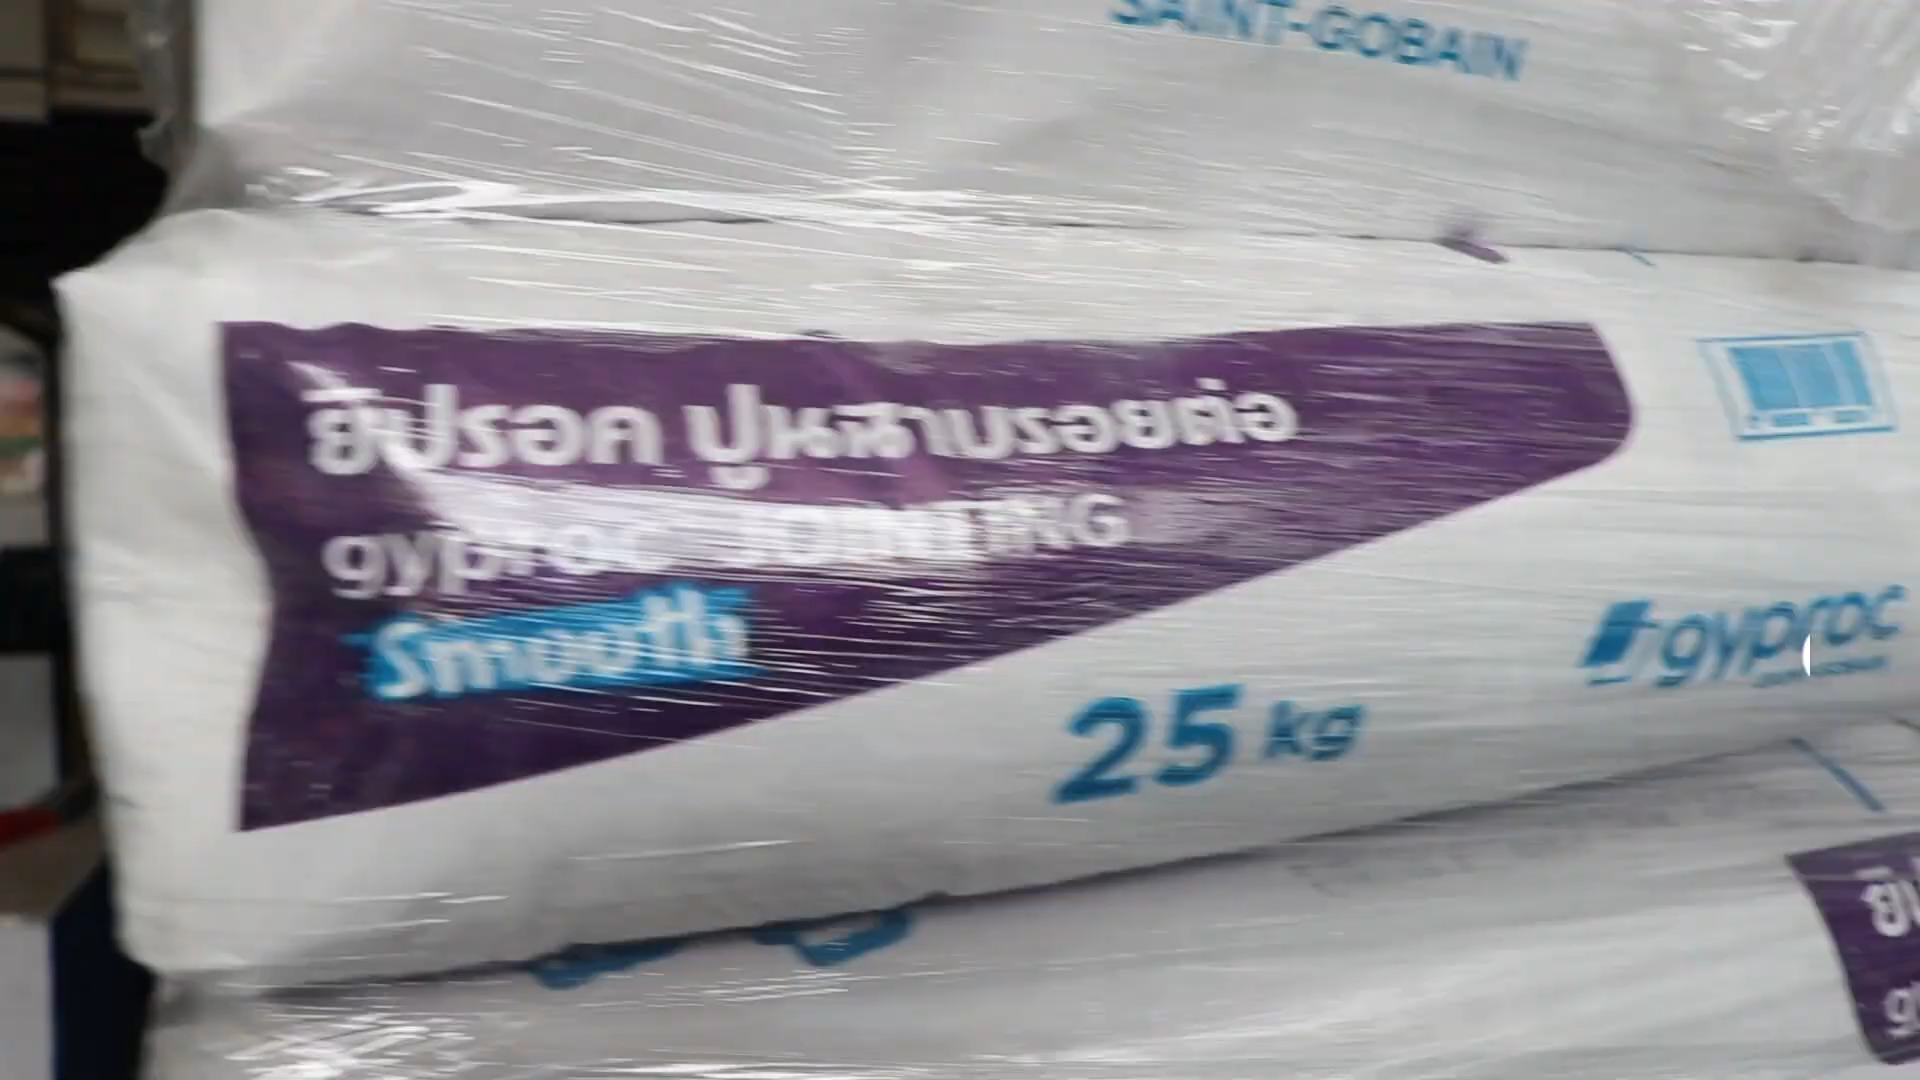 SAINT-GOBAIN
ยิปรอค ปูนฉาบรอยต่อ
gyproc JOINTING
Smooth
25 kg
gyproc